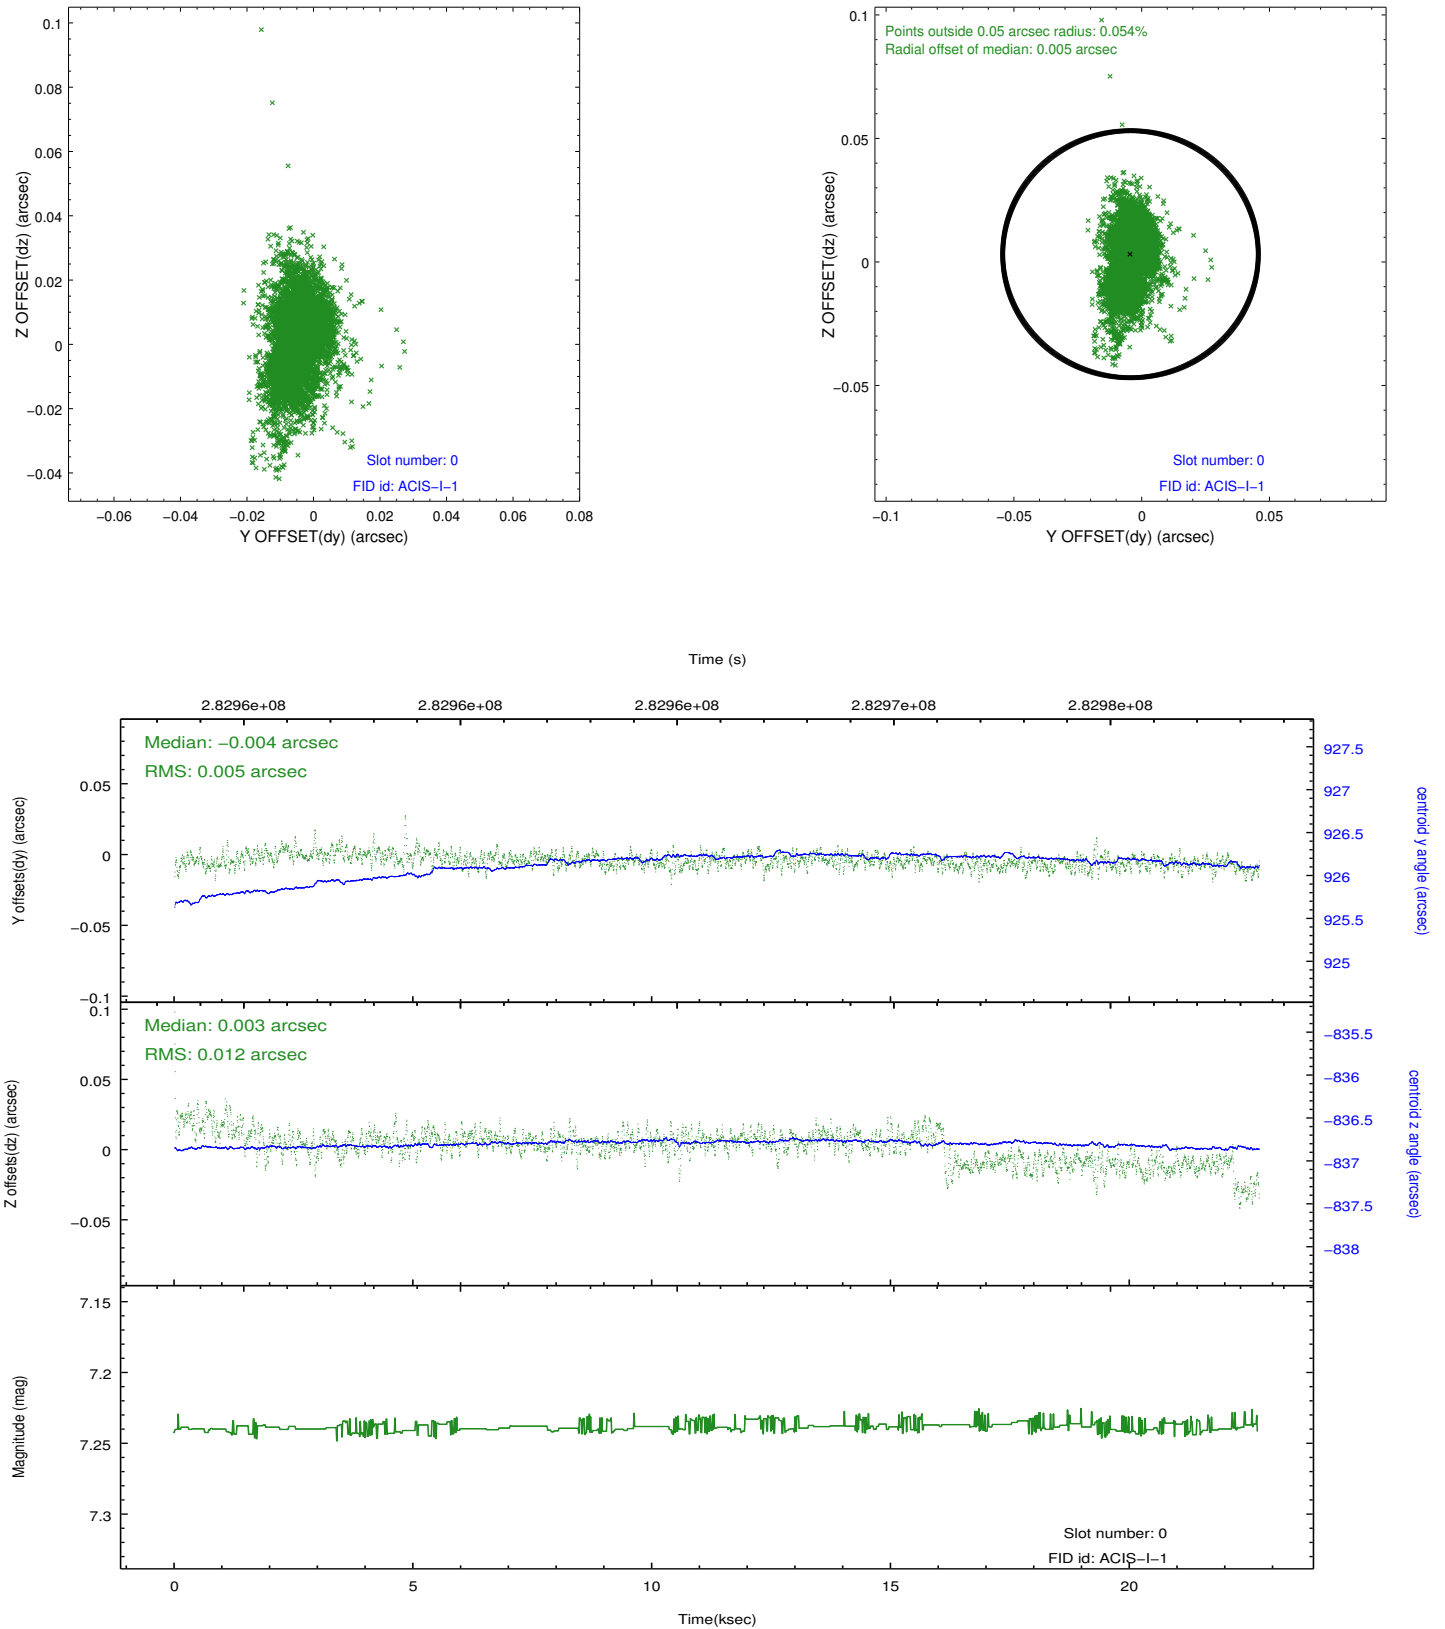 0.1
0.08
0.06
0.04
0.02
0
−0.02
−0.04
Z OFFSET(dz) (arcsec)
−0.06
−0.04
−0.02
0
0.02
0.04
0.06
0.08
Y OFFSET(dy) (arcsec)
Slot number: 0
FID id: ACIS−I−1
Points outside 0.05 arcsec radius: 0.054%
Radial offset of median: 0.005 arcsec
0.1
0.05
0
−0.05
Z OFFSET(dz) (arcsec)
Slot number: 0
FID id: ACIS−I−1
−0.1
−0.05
0
0.05
Y OFFSET(dy) (arcsec)
Time (s)
2.8296e+08
2.8296e+08
2.8296e+08
2.8297e+08
2.8298e+08
Median: −0.004 arcsec
RMS: 0.005 arcsec
0.05
0
−0.05
−0.1
Y offsets(dy) (arcsec)
927.5
927
926.5
926
925.5
925
centroid y angle (arcsec)
Median: 0.003 arcsec
RMS: 0.012 arcsec
0.1
0.05
0
−0.05
Z offsets(dz) (arcsec)
−835.5
−836
−836.5
−837
−837.5
−838
centroid z angle (arcsec)
7.15
7.2
7.25
7.3
Magnitude (mag)
Slot number: 0
FID id: ACIS−I−1
0
5
10
15
20
Time(ksec)